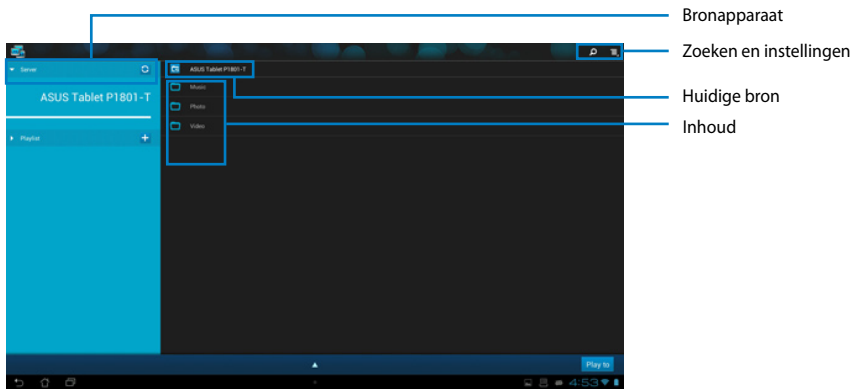 Bronapparaat
Zoeken en instellingen
Server
ASUS Tablet P1801-T
Huidige bron
Music
ASUS Tablet P1801-T
Photo
Inhoud
Video
Playlist
Play to
4:53